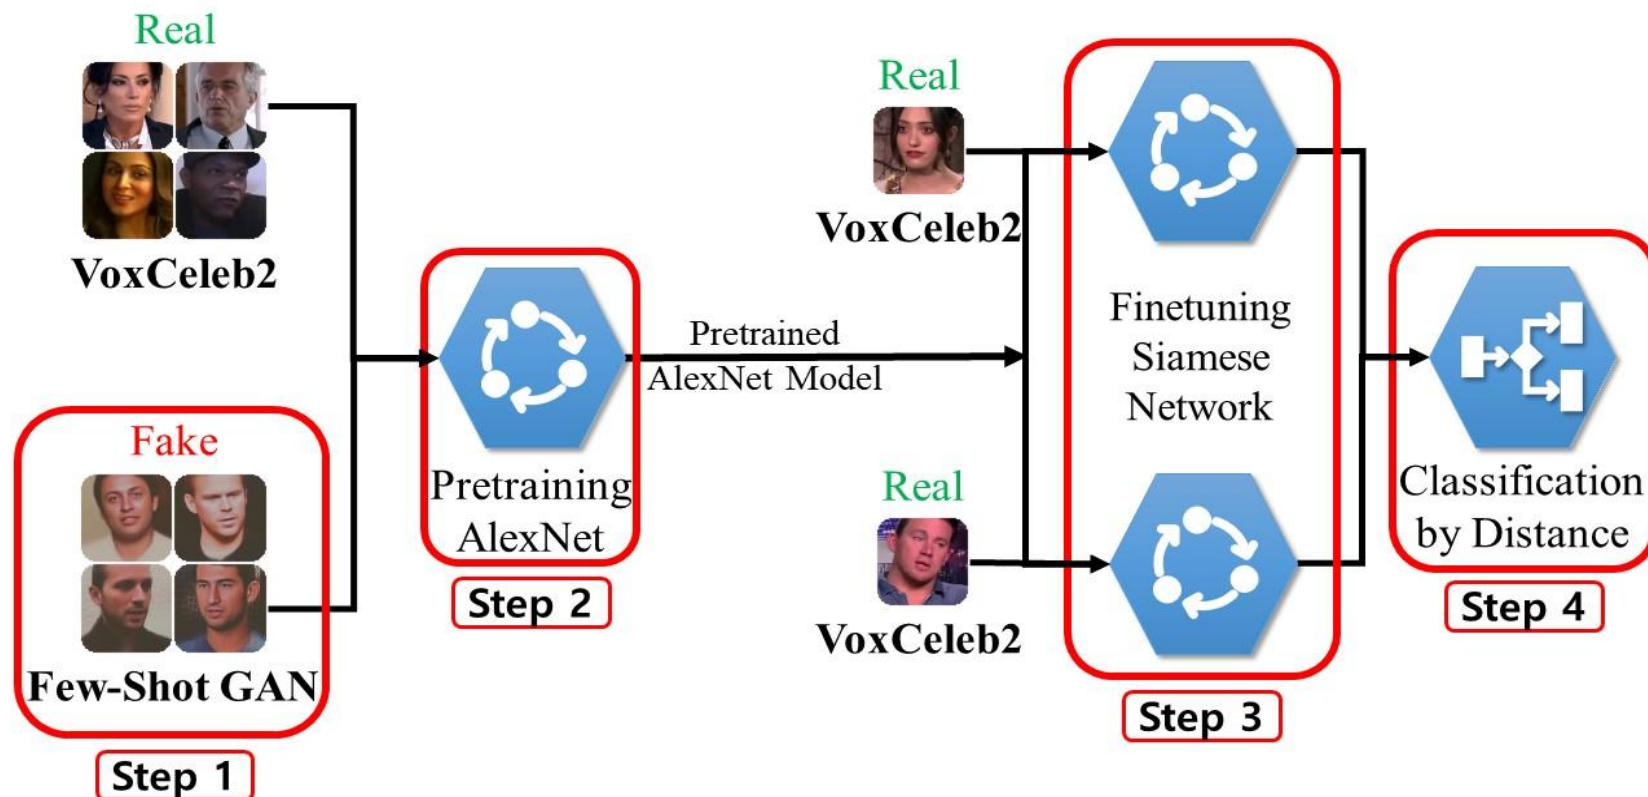 Real
VoxCeleb2
Fake
Few-Shot GAN
Step 1
Pretraining
AlexNet
Step 2
Pretrained
AlexNet Model
Real
VoxCeleb2
Real
VoxCeleb2
Finetuning
Siamese
Network
Step 3
Classification
by Distance
Step 4